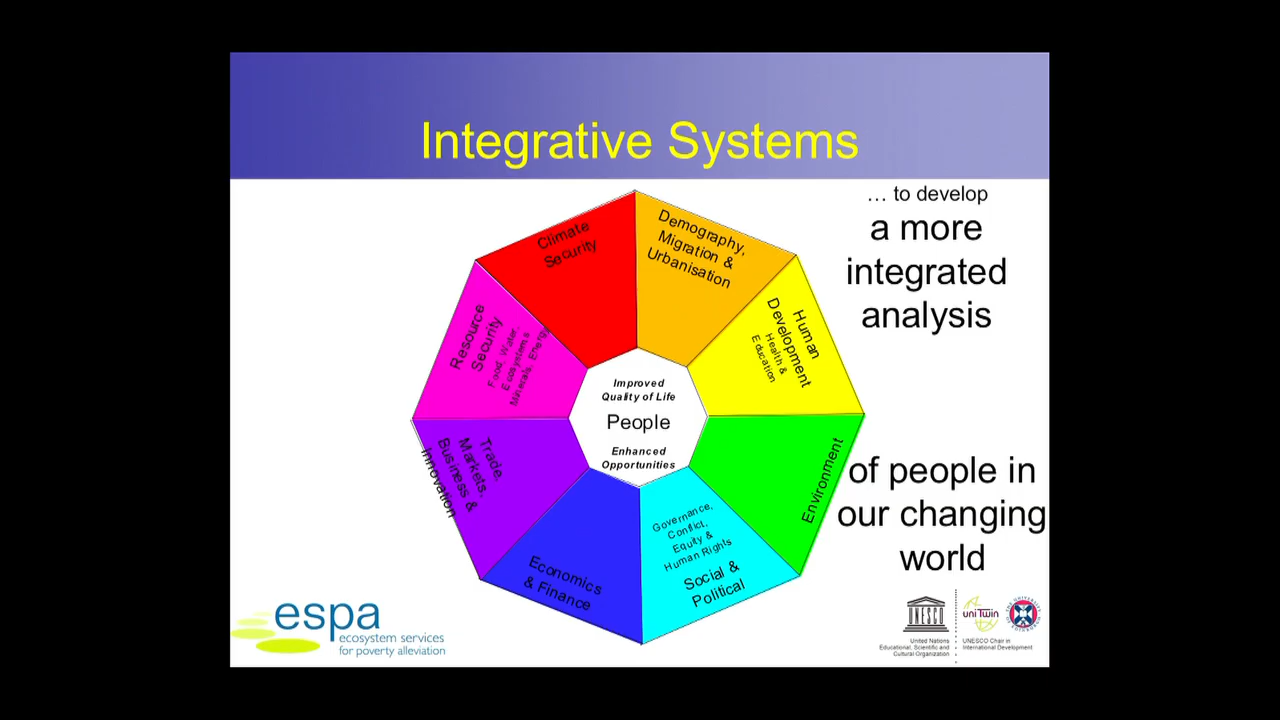 Integrative Systems
… to develop
a more
integrated
analysis
of people in
our changing
world
Climate
Security
Demography,
Migration &
Urbanisation
Human
Development
Health &
Education
Environment
Governance,
Conflict,
Equity &
Human Rights
Social &
Political
Economics
& Finance
Trade,
Markets,
Business &
Innovation
Resource
Security
Food, Water,
Ecosystems
Minerals, Energy
Improved
Quality of Life
People
Enhanced
Opportunities
espa
ecosystem services
for poverty alleviation
UNESCO
United Nations
Educational, Scientific and
Cultural Organization
uniTwin
UNESCO Chair in
International Development